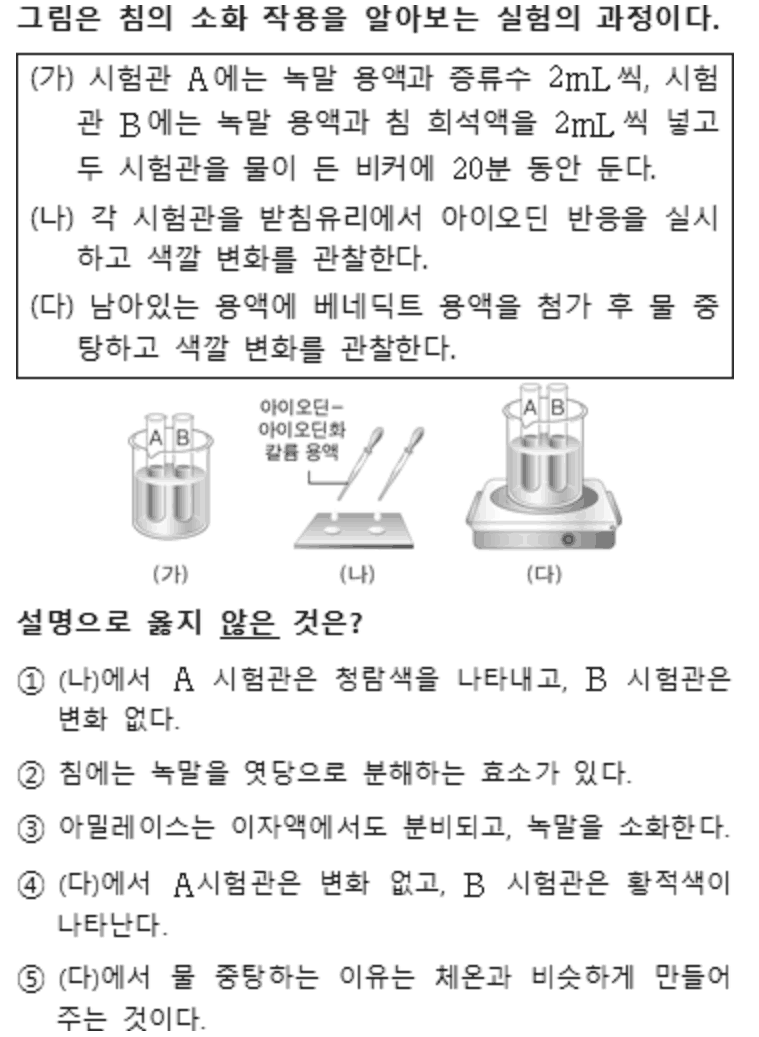 그림은 침의 소화 작용을 알아보는 실험의 과정이다.
(가) 시험관 A에는 녹말 용액과 증류수 2mL씩, 시험
관 B에는 녹말 용액과 침 희석액을 2mL씩 넣고
두 시험관을 물이 든 비커에 20분 동안 둔다.
(나) 각 시험관을 받침유리에서 아이오딘 반응을 실시
하고 색깔 변화를 관찰한다.
(다) 남아있는 용액에 베네딕트 용액을 첨가 후 물 중
탕하고 색깔 변화를 관찰한다.
A B
아이오딘-
아이오딘화
칼륨 용액
A B
(가)
(나)
(다)
설명으로 옳지 않은 것은?
① (나)에서 A 시험관은 청람색을 나타내고, B 시험관은
변화 없다.
② 침에는 녹말을 엿당으로 분해하는 효소가 있다.
③ 아밀레이스는 이자액에서도 분비되고, 녹말을 소화한다.
④ (다)에서 A시험관은 변화 없고, B 시험관은 황적색이
나타난다.
⑤ (다)에서 물 중탕하는 이유는 체온과 비슷하게 만들어
주는 것이다.